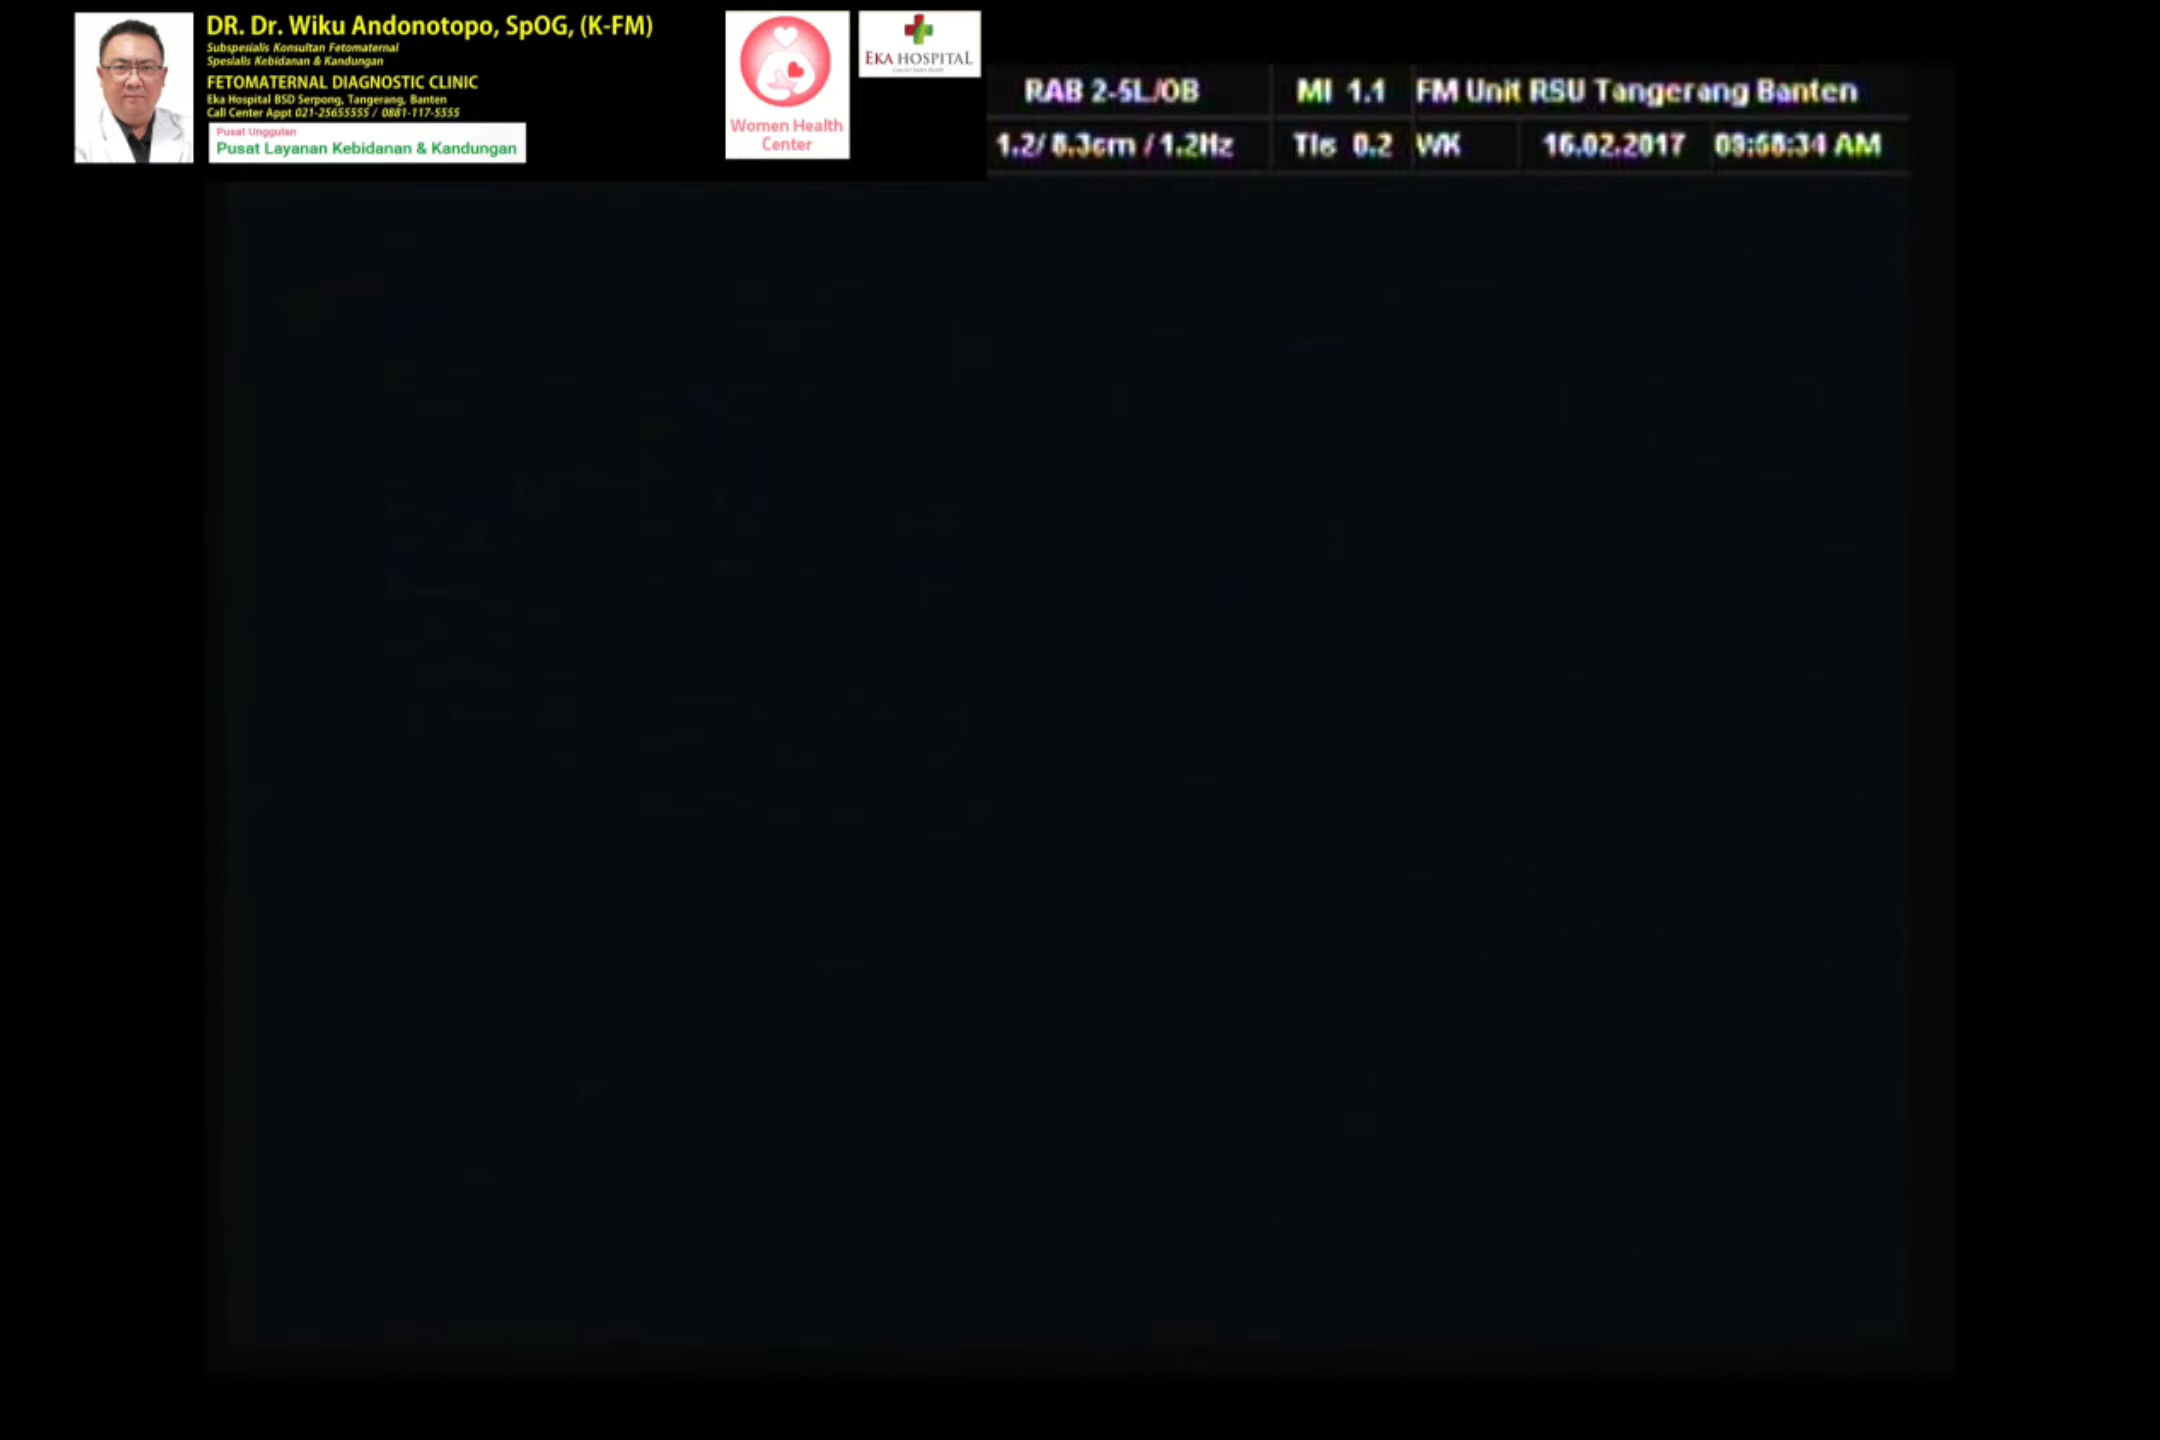 DR. Dr. Wiku Andonotopo, SpOG, (K-FM)
Subspesialis Konsultan Fetomaternal
Spesialis Kebidanan & Kandungan
FETOMATERNAL DIAGNOSTIC CLINIC
Eka Hospital BSD Serpong, Tangerang, Banten
Call Center Appt 021-25655555 / 0881-117-5555
Pusat Unggulan
Pusat Layanan Kebidanan & Kandungan
Women Health
Center
EKA HOSPITAL
RAB 2-5L/OB MI 1.1 FM Unit RSU Tangerang Banten
1.2/ 8.3cm / 1.2Hz TIs 0.2 WK 16.02.2017 AM